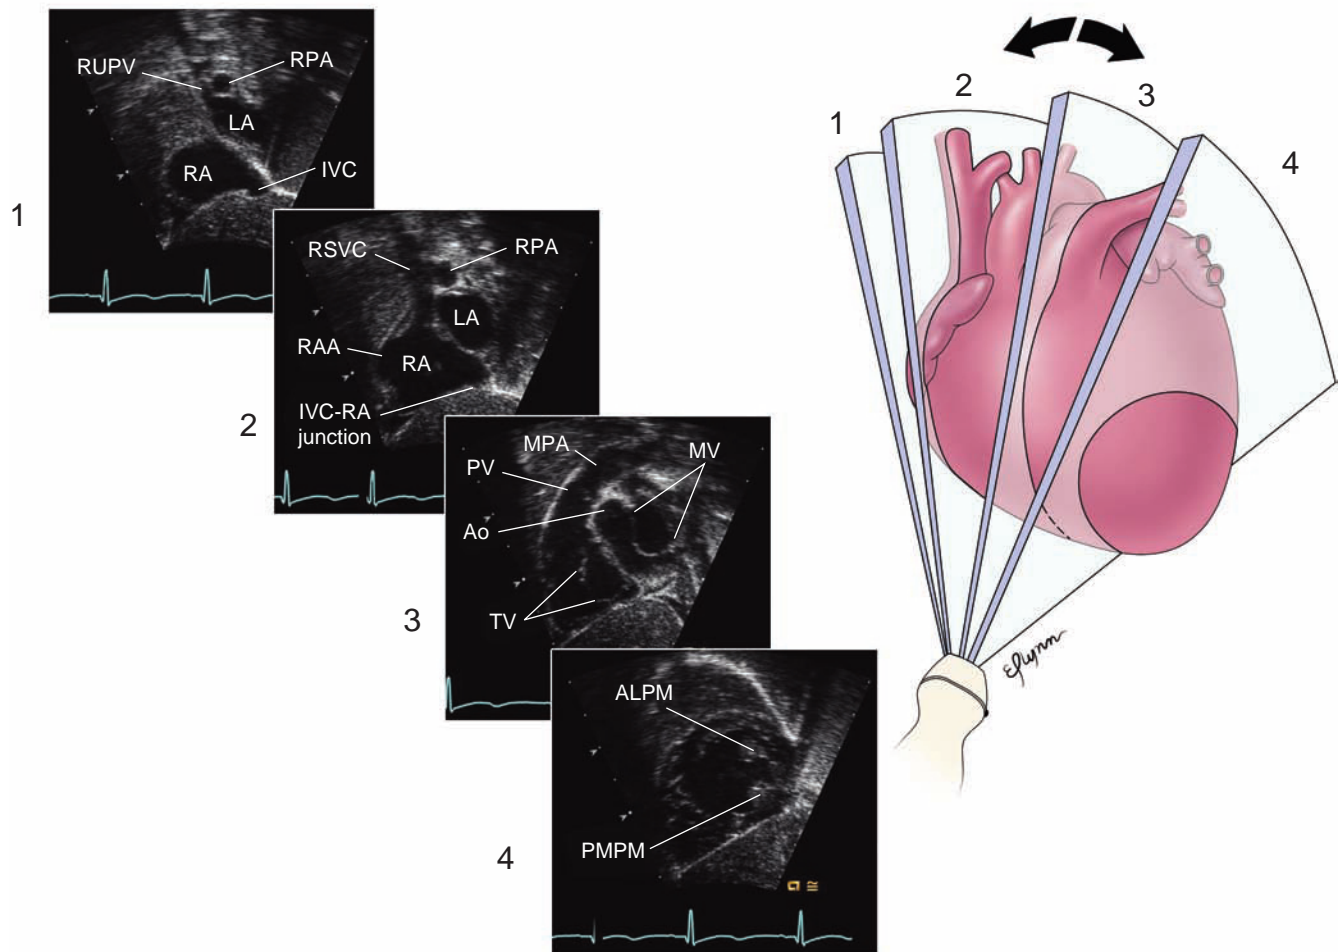 RUPV
RPA
LA
RA
IVC
1
RSVC
RPA
LA
RAA
RA
IVC-RA
junction
2
MPA
MV
PV
Ao
TV
3
ALPM
PMPM
4
1
2
3
4
EFlynn